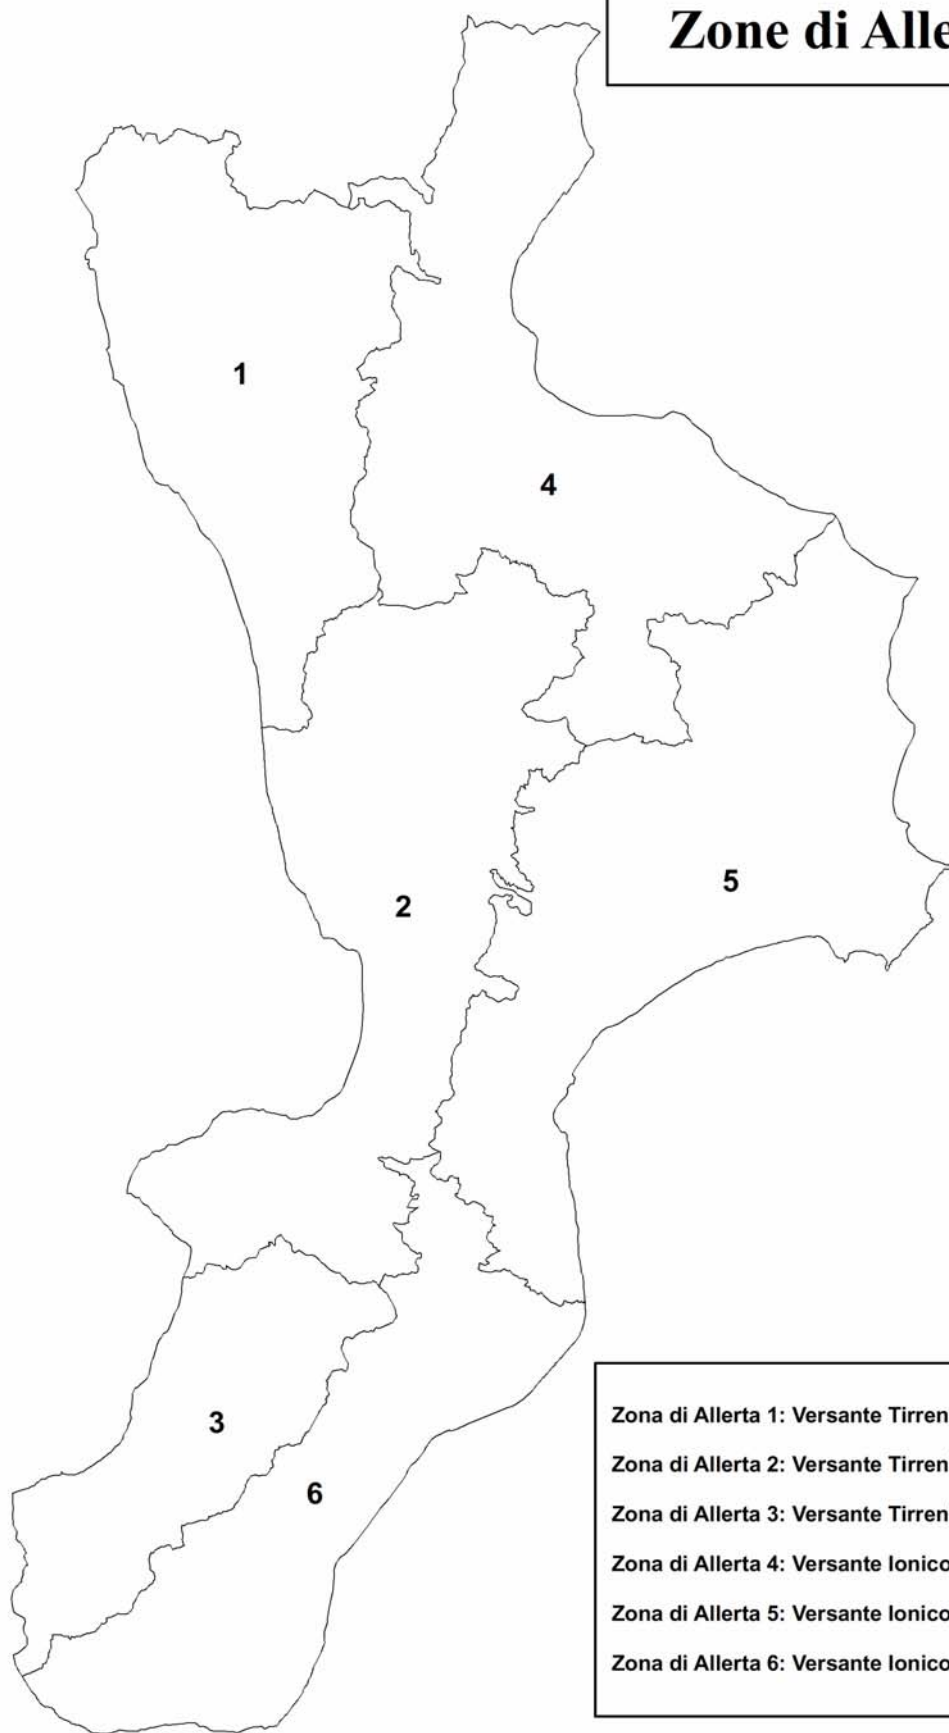 Zone di Alle
1
4
2
5
3
6
Zona di Allerta 1: Versante Tirren
Zona di Allerta 2: Versante Tirren
Zona di Allerta 3: Versante Tirren
Zona di Allerta 4: Versante Ionico
Zona di Allerta 5: Versante Ionico
Zona di Allerta 6: Versante Ionico